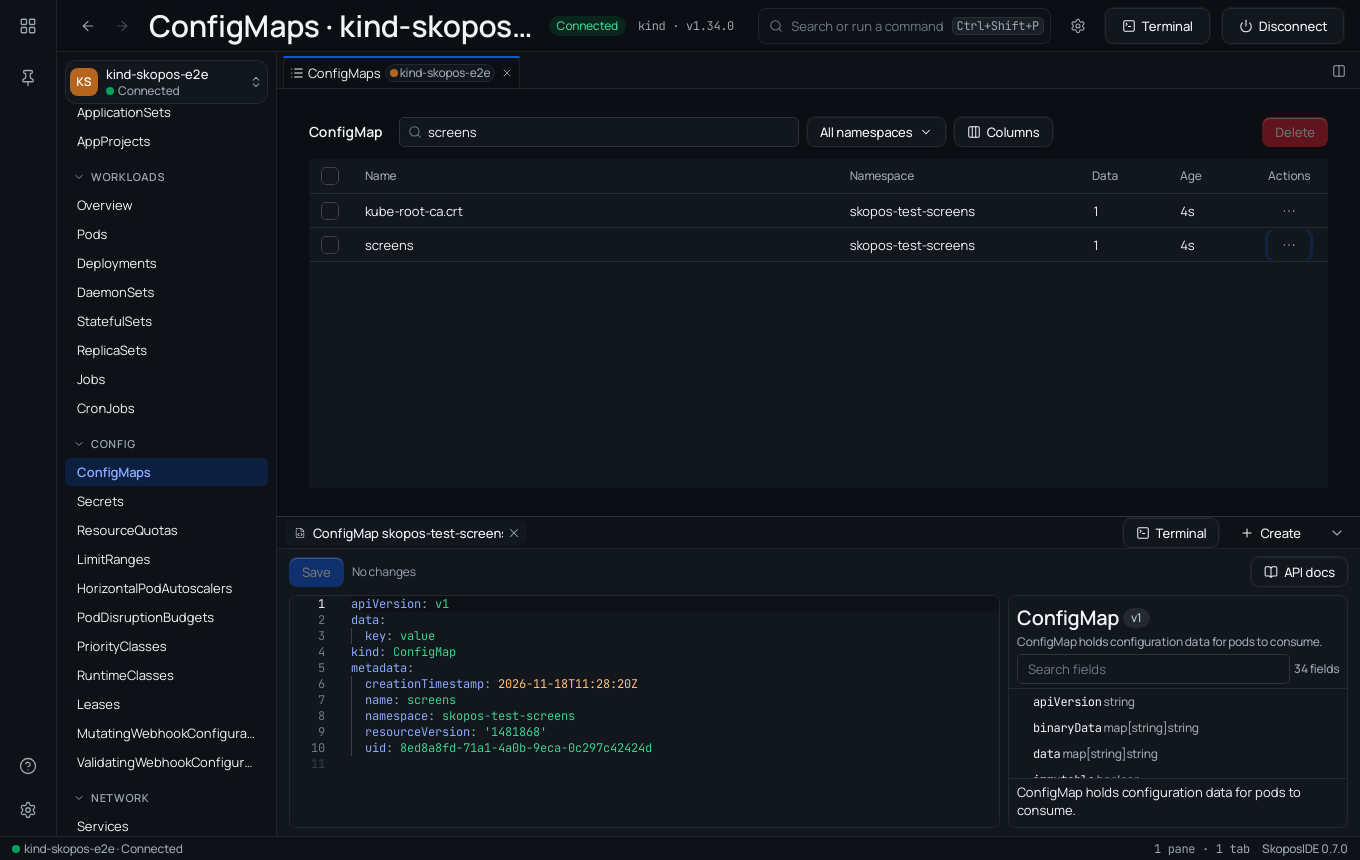 ConfigMaps · kind-skopos…
Connected
kind · v1.34.0
Search or run a command Ctrl+Shift+P
Terminal
Disconnect
KS
kind-skopos-e2e
Connected
ApplicationSets
AppProjects
WORKLOADS
Overview
Pods
Deployments
DaemonSets
StatefulSets
ReplicaSets
Jobs
CronJobs
CONFIG
ConfigMaps
Secrets
ResourceQuotas
LimitRanges
HorizontalPodAutoscalers
PodDisruptionBudgets
PriorityClasses
RuntimeClasses
Leases
MutatingWebhookConfigura…
ValidatingWebhookConfigur…
NETWORK
Services
ConfigMaps kind-skopos-e2e
ConfigMap
screens
All namespaces
Columns
Delete
Name Namespace Data Age Actions
kube-root-ca.crt skopos-test-screens 1 4s ···
screens skopos-test-screens 1 4s ···
ConfigMap skopos-test-screens
Terminal
Create
Save
No changes
API docs
1 apiVersion: v1
2 data:
3 key: value
4 kind: ConfigMap
5 metadata:
6 creationTimestamp: 2026-11-18T11:28:20Z
7 name: screens
8 namespace: skopos-test-screens
9 resourceVersion: '1481868'
10 uid: 8ed8a8fd-71a1-4a0b-9eca-0c297c42424d
11
ConfigMap v1
ConfigMap holds configuration data for pods to consume.
Search fields
34 fields
apiVersion string
binaryData map[string]string
data map[string]string
immutable boolean
ConfigMap holds configuration data for pods to
consume.
kind-skopos-e2e · Connected
1 pane · 1 tab SkoposIDE 0.7.0